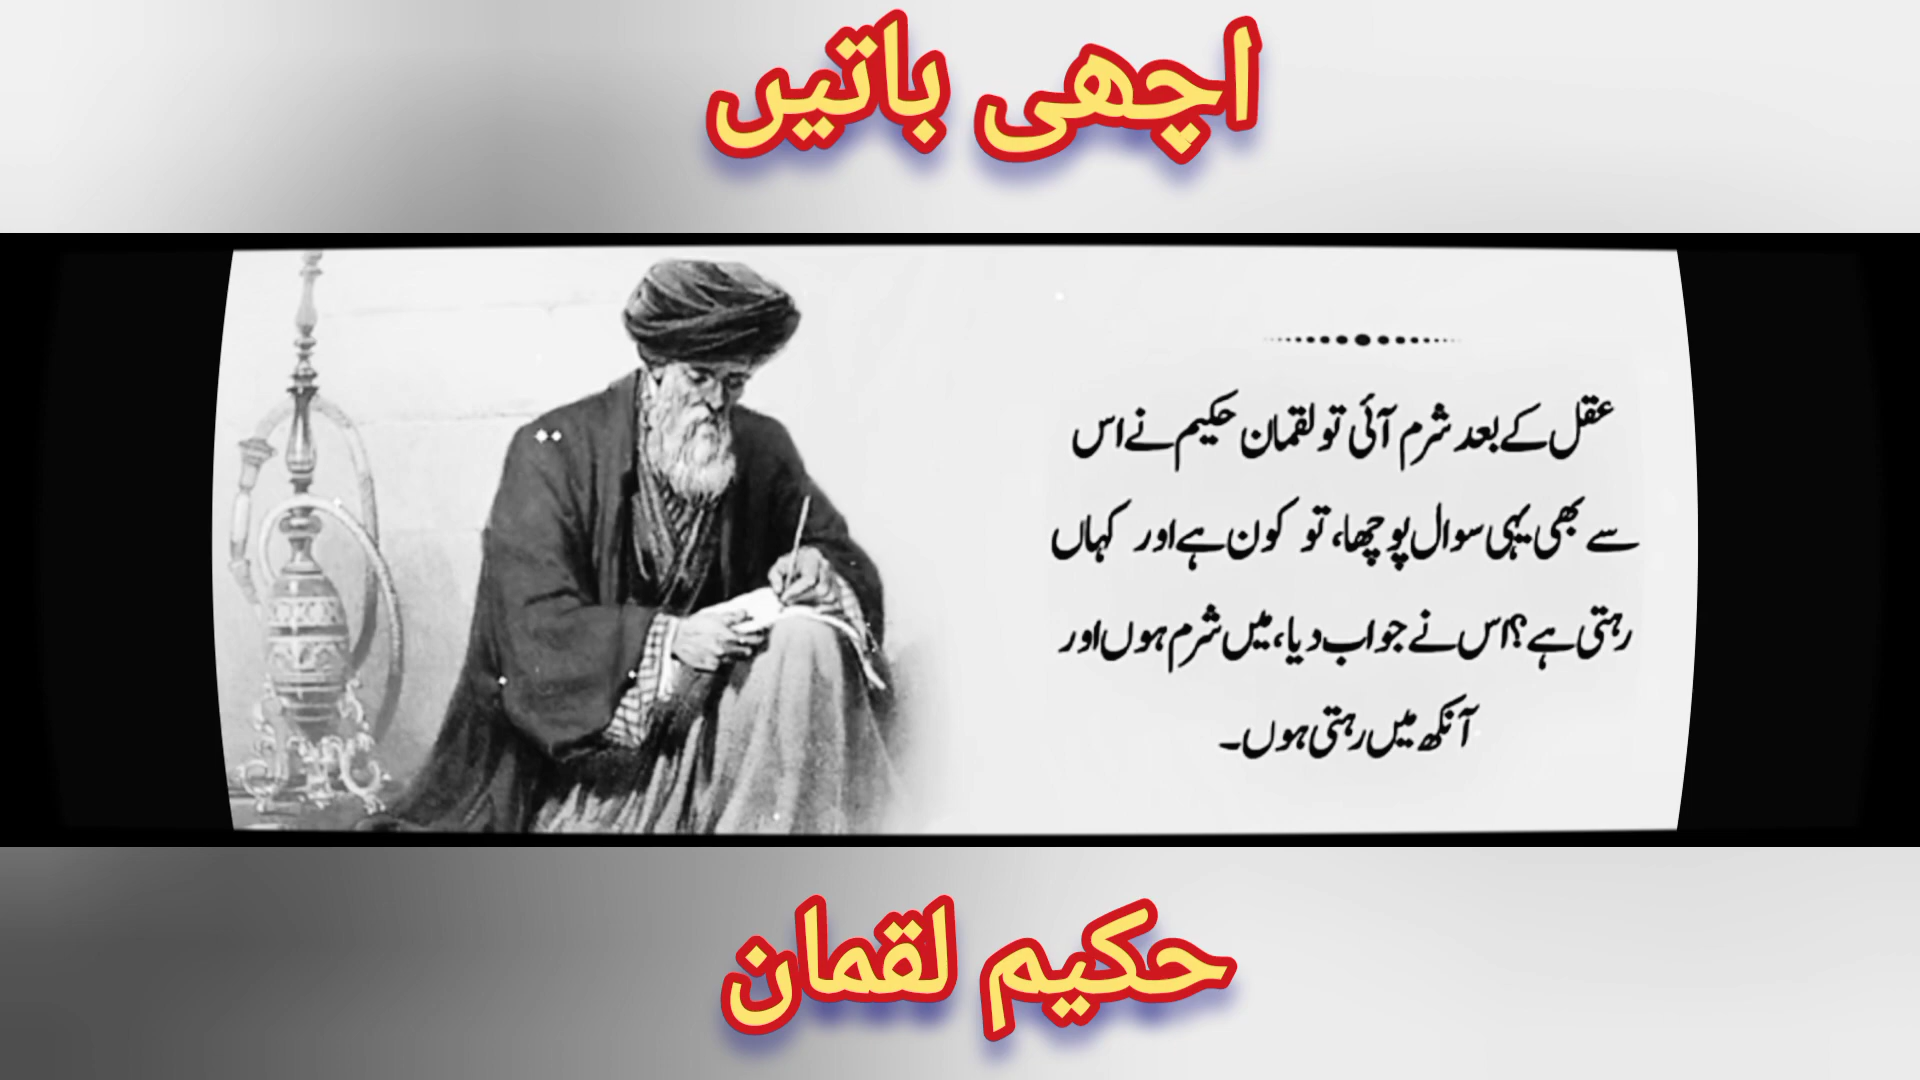 اچھی باتیں
عقل کے بعد شرم آئی تو لقمان حکیم نے اس
سے بھی یہی سوال پوچھا، تو کون ہے اور کہاں
رہتی ہے؟ اس نے جواب دیا، میں شرم ہوں اور
آنکھ میں رہتی ہوں۔
حکیم لقمان